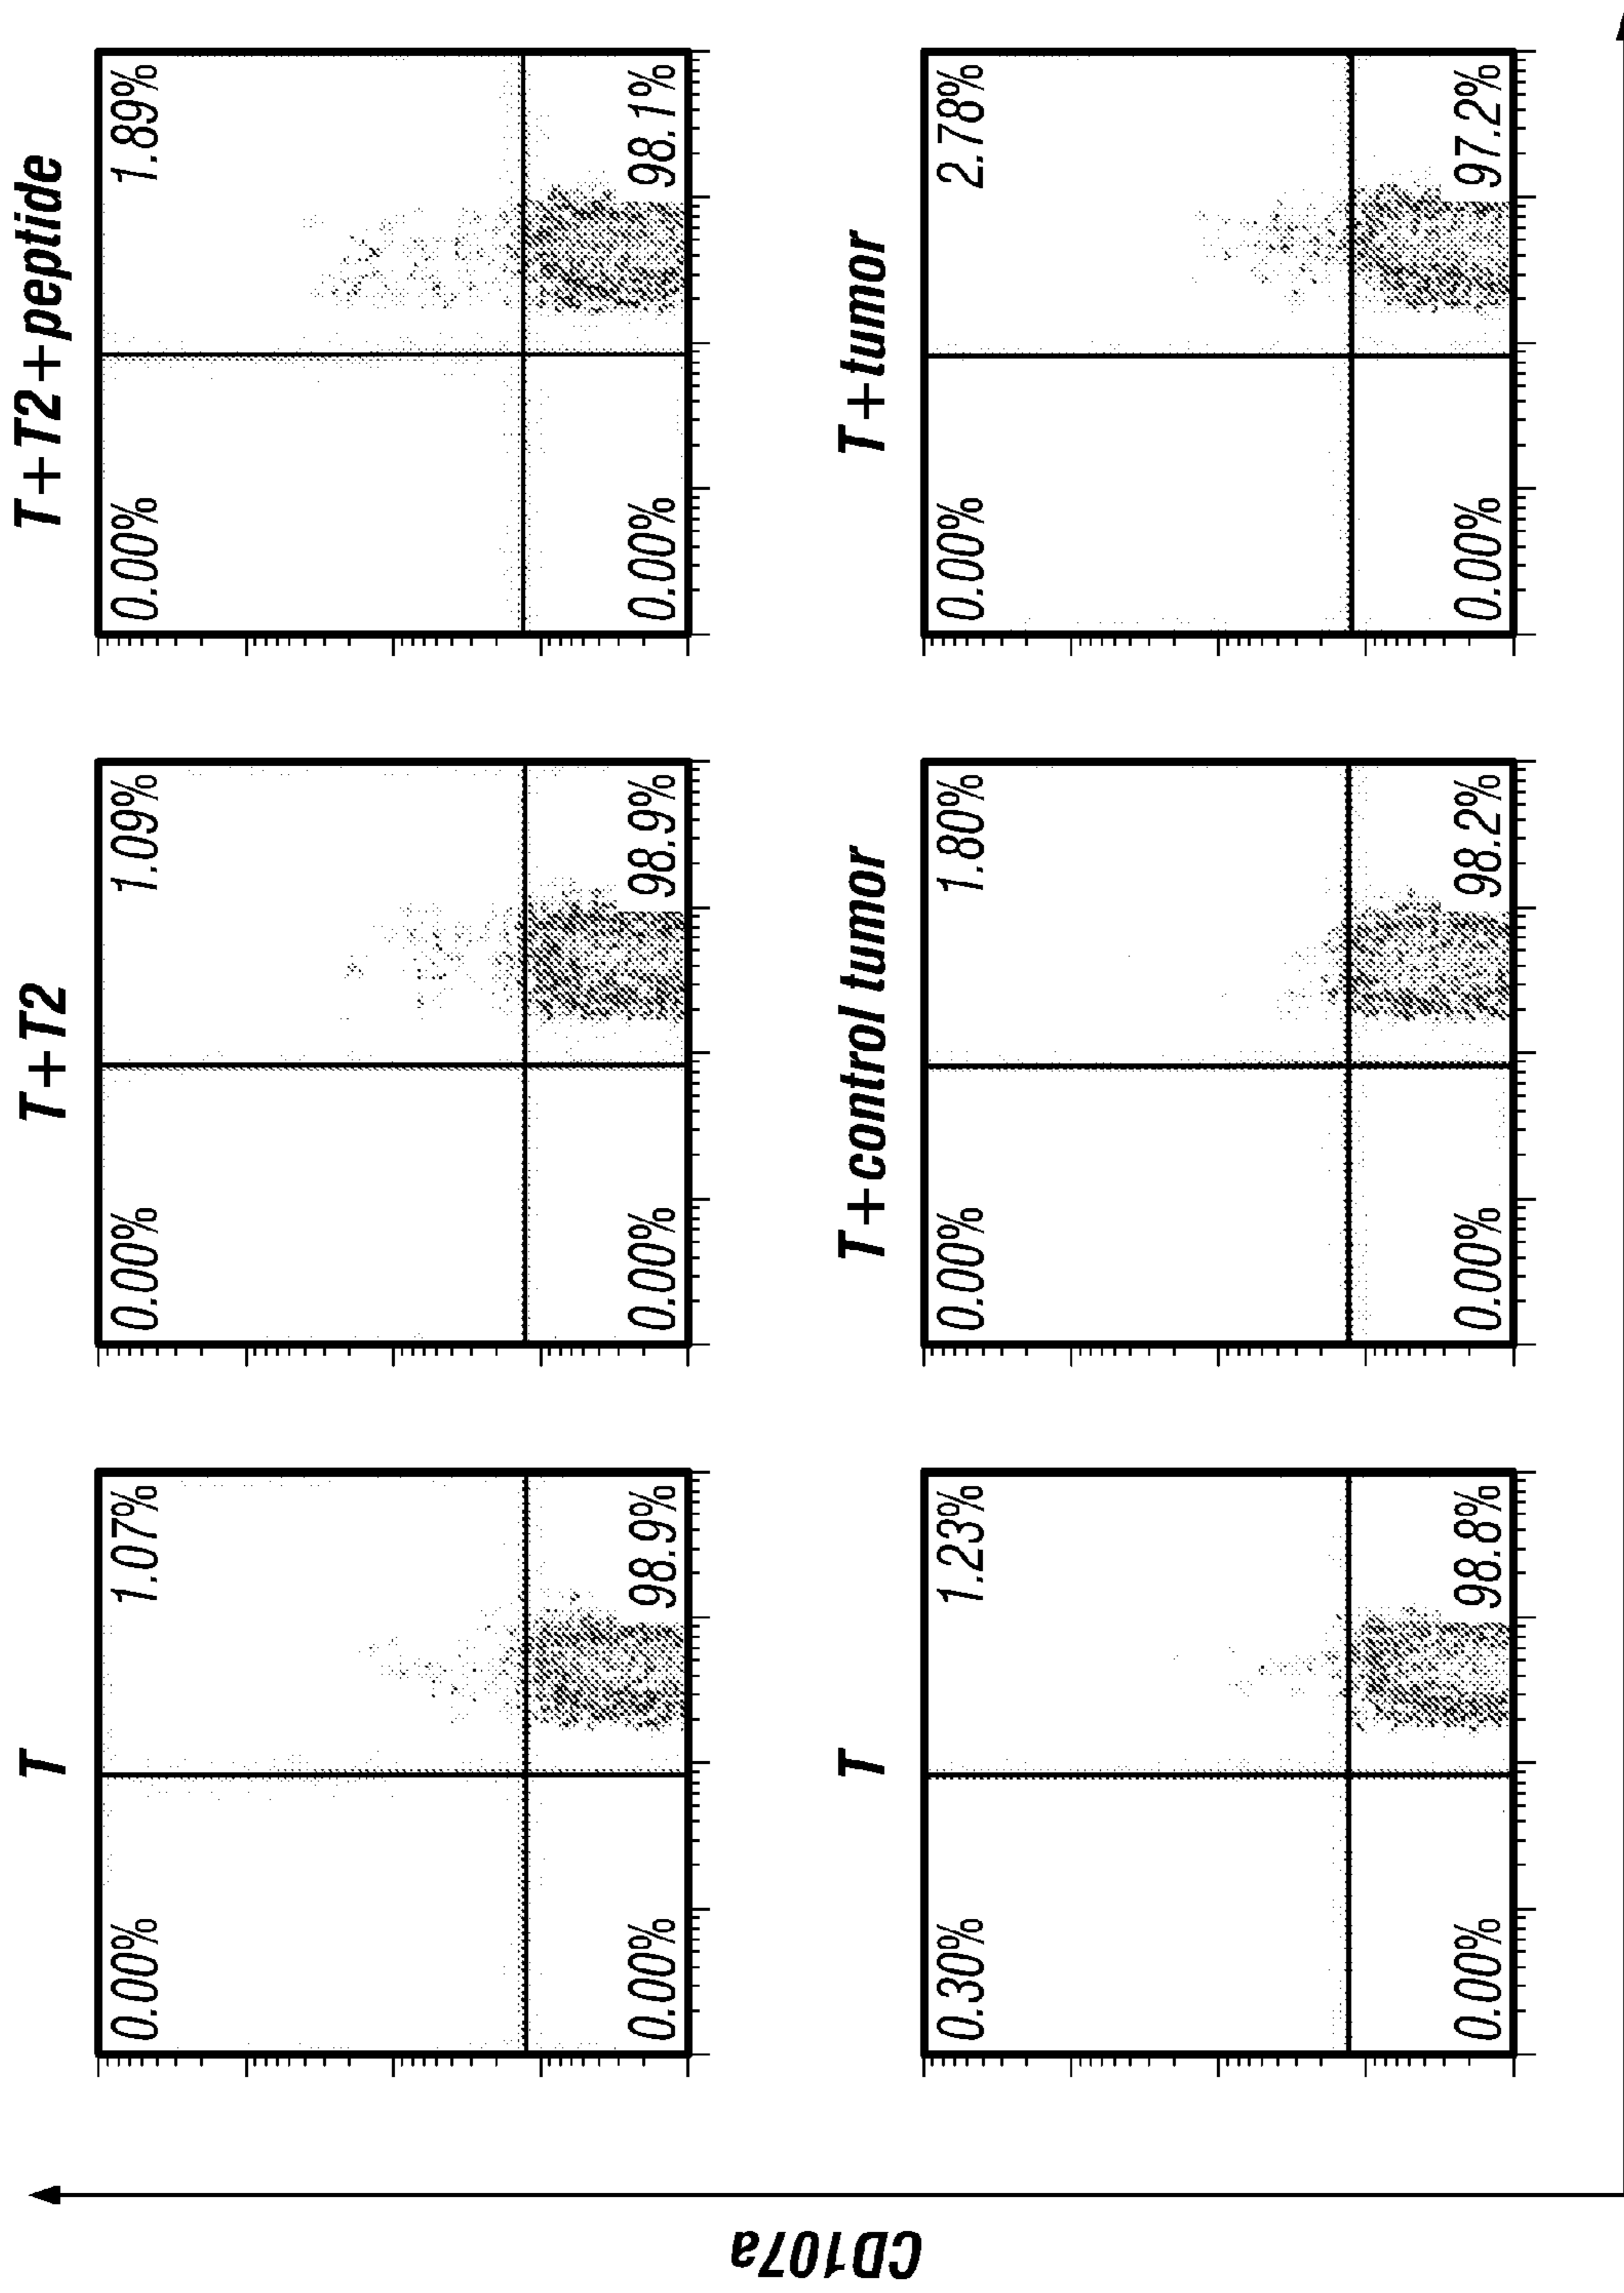 T
T+T2
T+T2+peptide
0.00% 1.07%
0.00% 98.9%
0.00% 1.09%
0.00% 98.9%
0.00% 1.89%
0.00% 98.1%
T
T+control tumor
T+tumor
0.30% 1.23%
0.00% 98.8%
0.00% 1.80%
0.00% 98.2%
0.00% 2.78%
0.00% 97.2%
CD107a